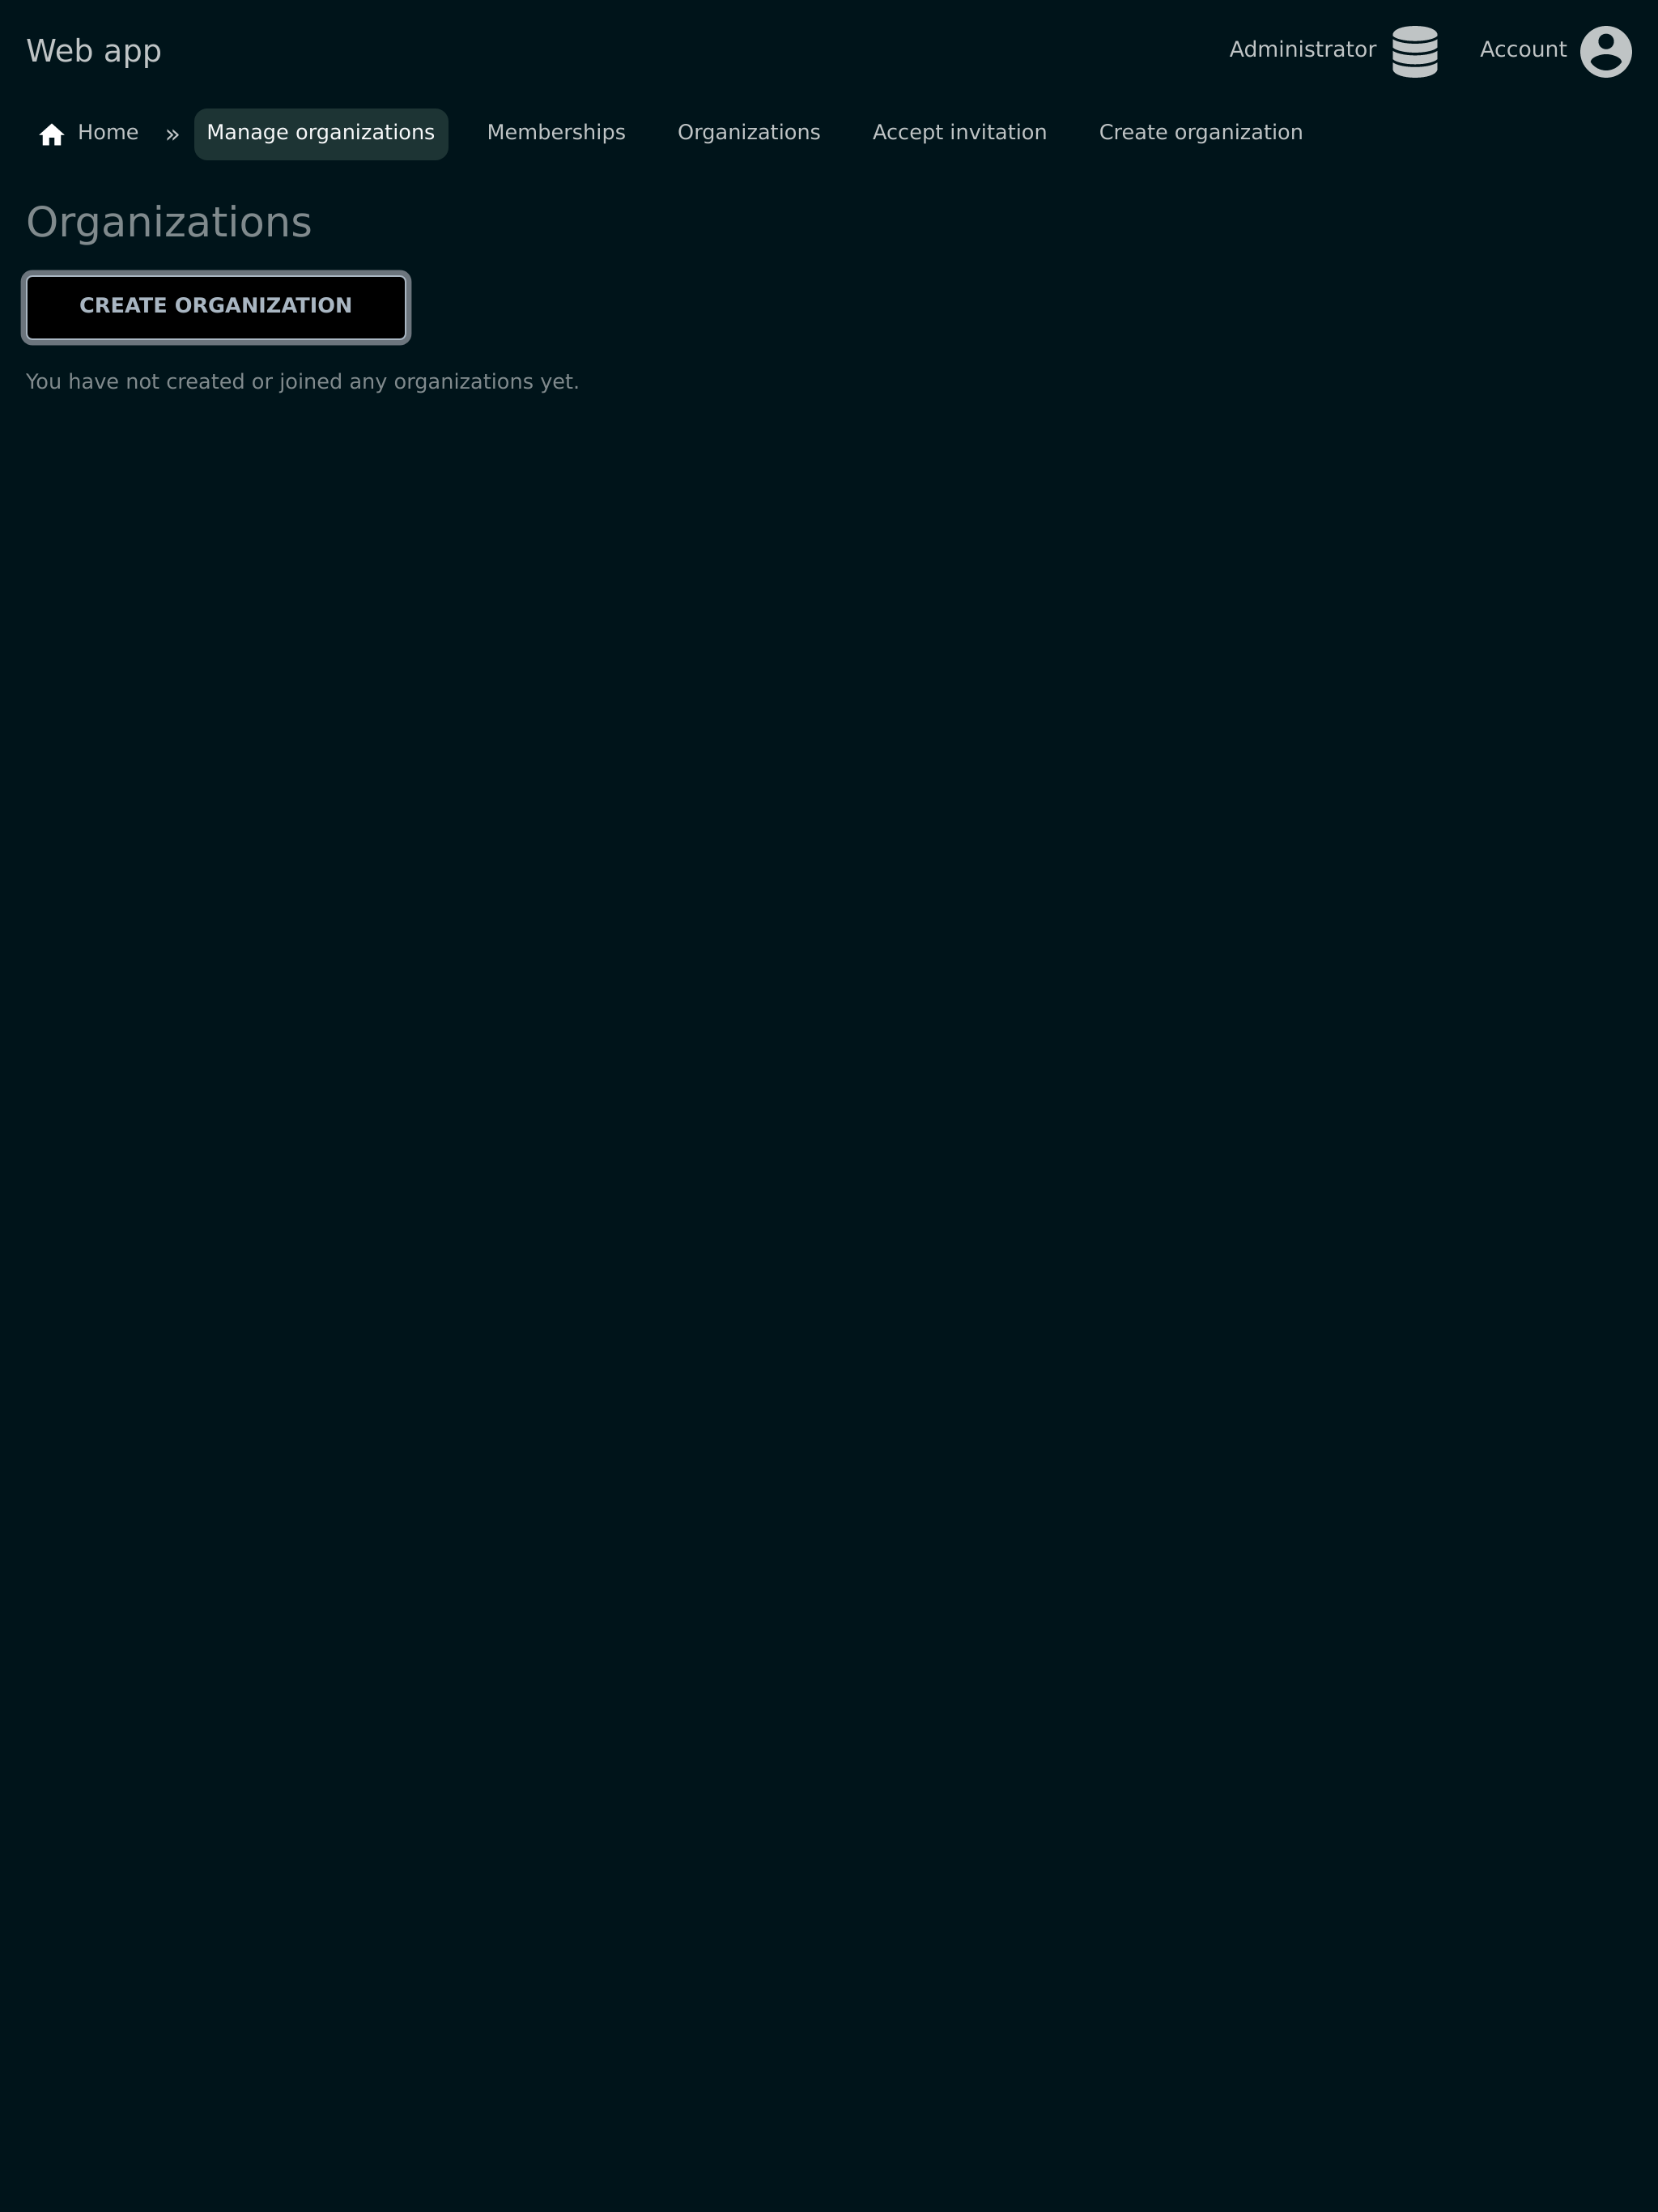 Web app
Administrator
Account
Home » Manage organizations Memberships Organizations Accept invitation Create organization
Organizations
CREATE ORGANIZATION
You have not created or joined any organizations yet.